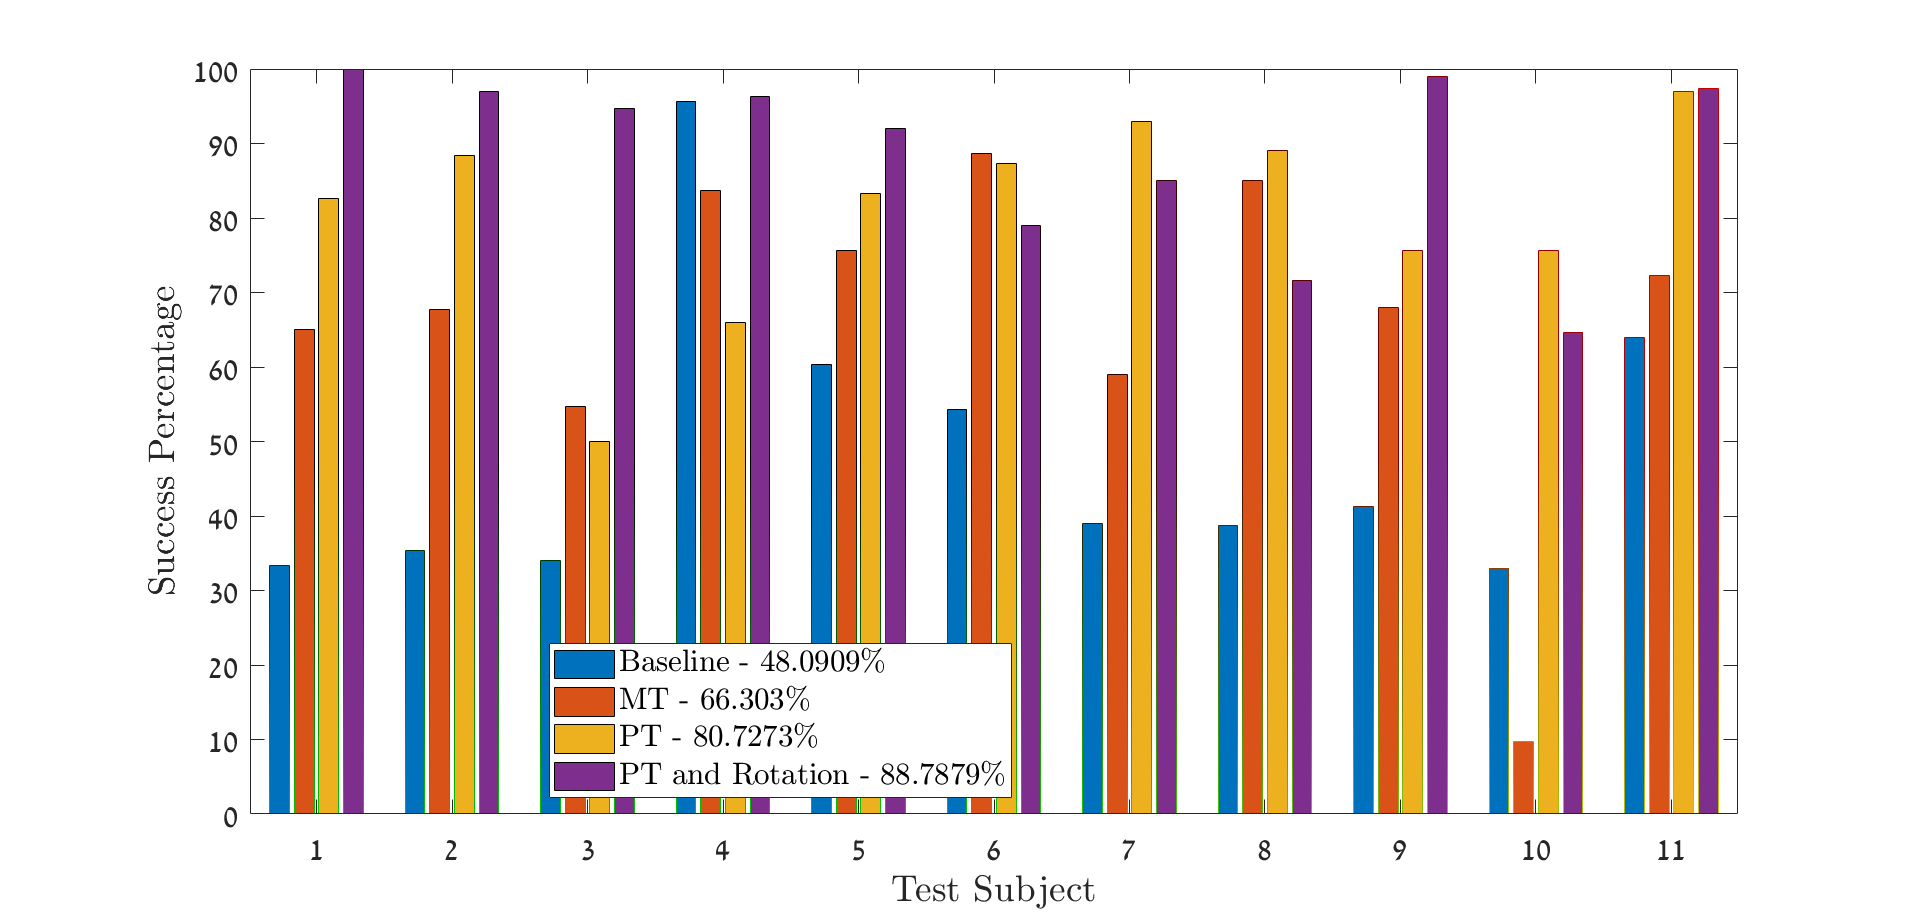 100
90
80
70
60
50
40
30
20
10
0
Success Percentage
Baseline - 48.0909%
MT - 66.303%
PT - 80.7273%
PT and Rotation - 88.7879%
1 2 3 4 5 6 7 8 9 10 11
Test Subject